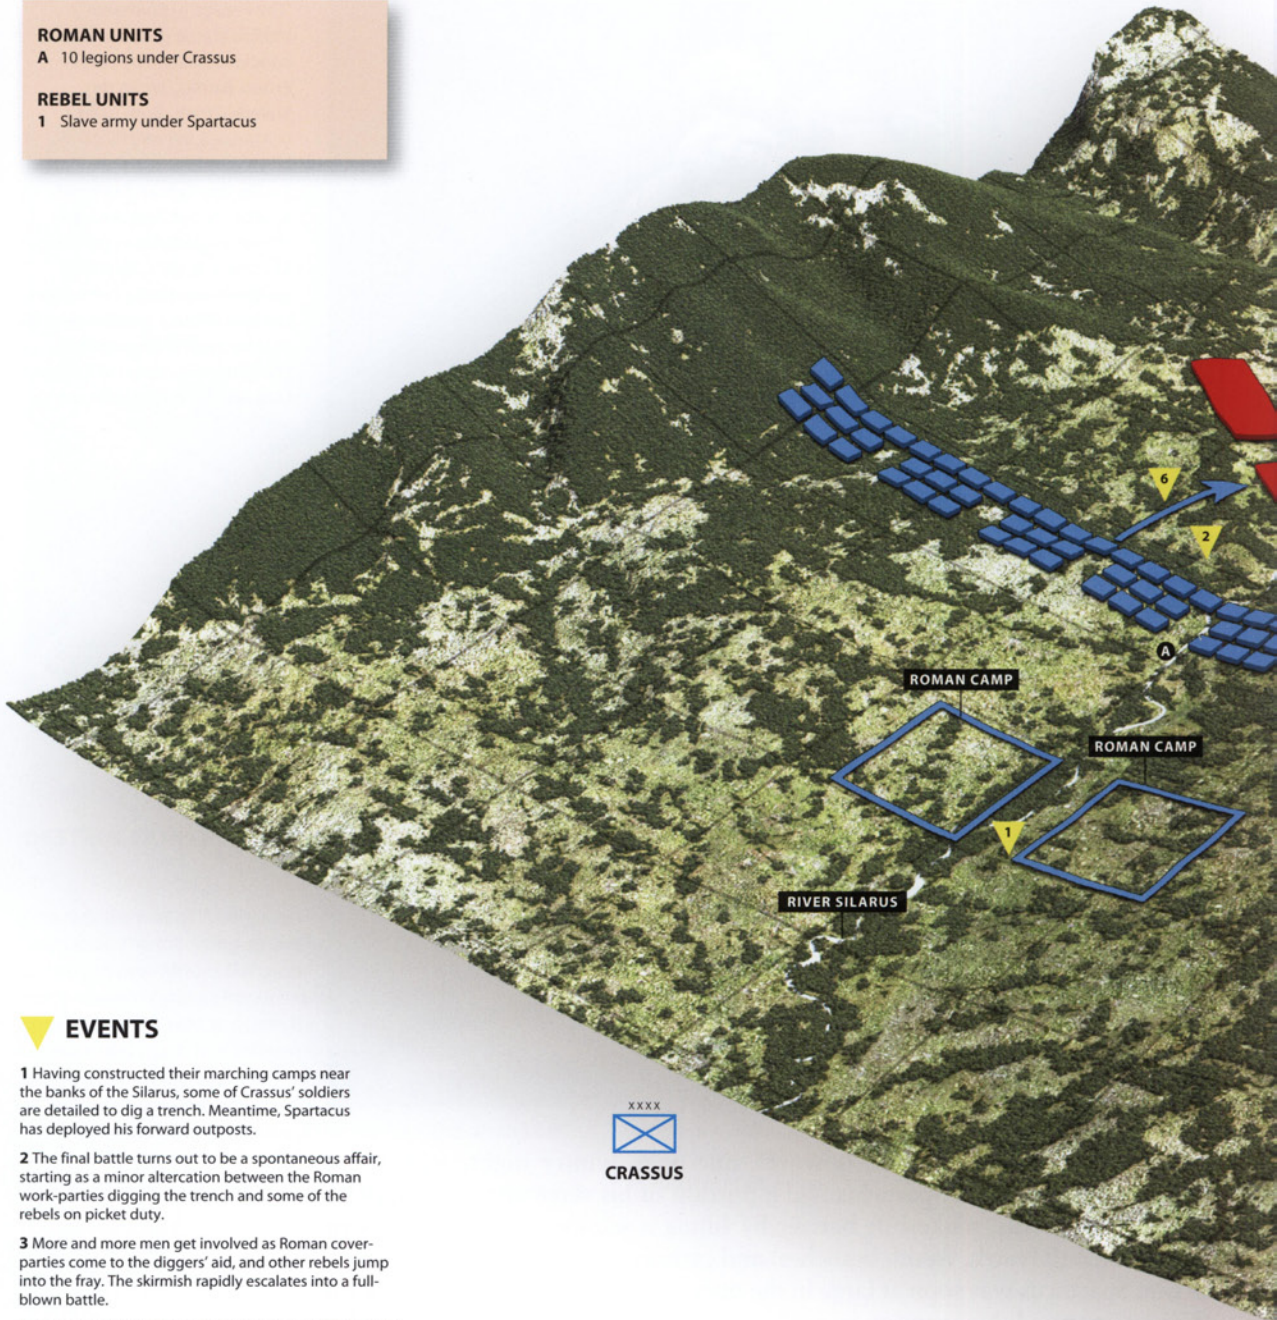 ROMAN UNITS
A 10 legions under Crassus
REBEL UNITS
1 Slave army under Spartacus
6
2
A
ROMAN CAMP
ROMAN CAMP
1
RIVER SILARUS
EVENTS
1 Having constructed their marching camps near
the banks of the Silarus, some of Crassus' soldiers
are detailed to dig a trench. Meantime, Spartacus
has deployed his forward outposts.
2 The final battle turns out to be a spontaneous affair,
starting as a minor altercation between the Roman
work-parties digging the trench and some of the
rebels on picket duty.
3 More and more men get involved as Roman cover-
parties come to the diggers' aid, and other rebels jump
into the fray. The skirmish rapidly escalates into a full-
blown battle.
xxxx
CRASSUS